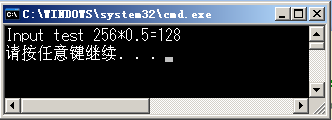 C:\WINDOWS\system32\cmd.exe
Input test 256*0.5=128
请按任意键继续. . .